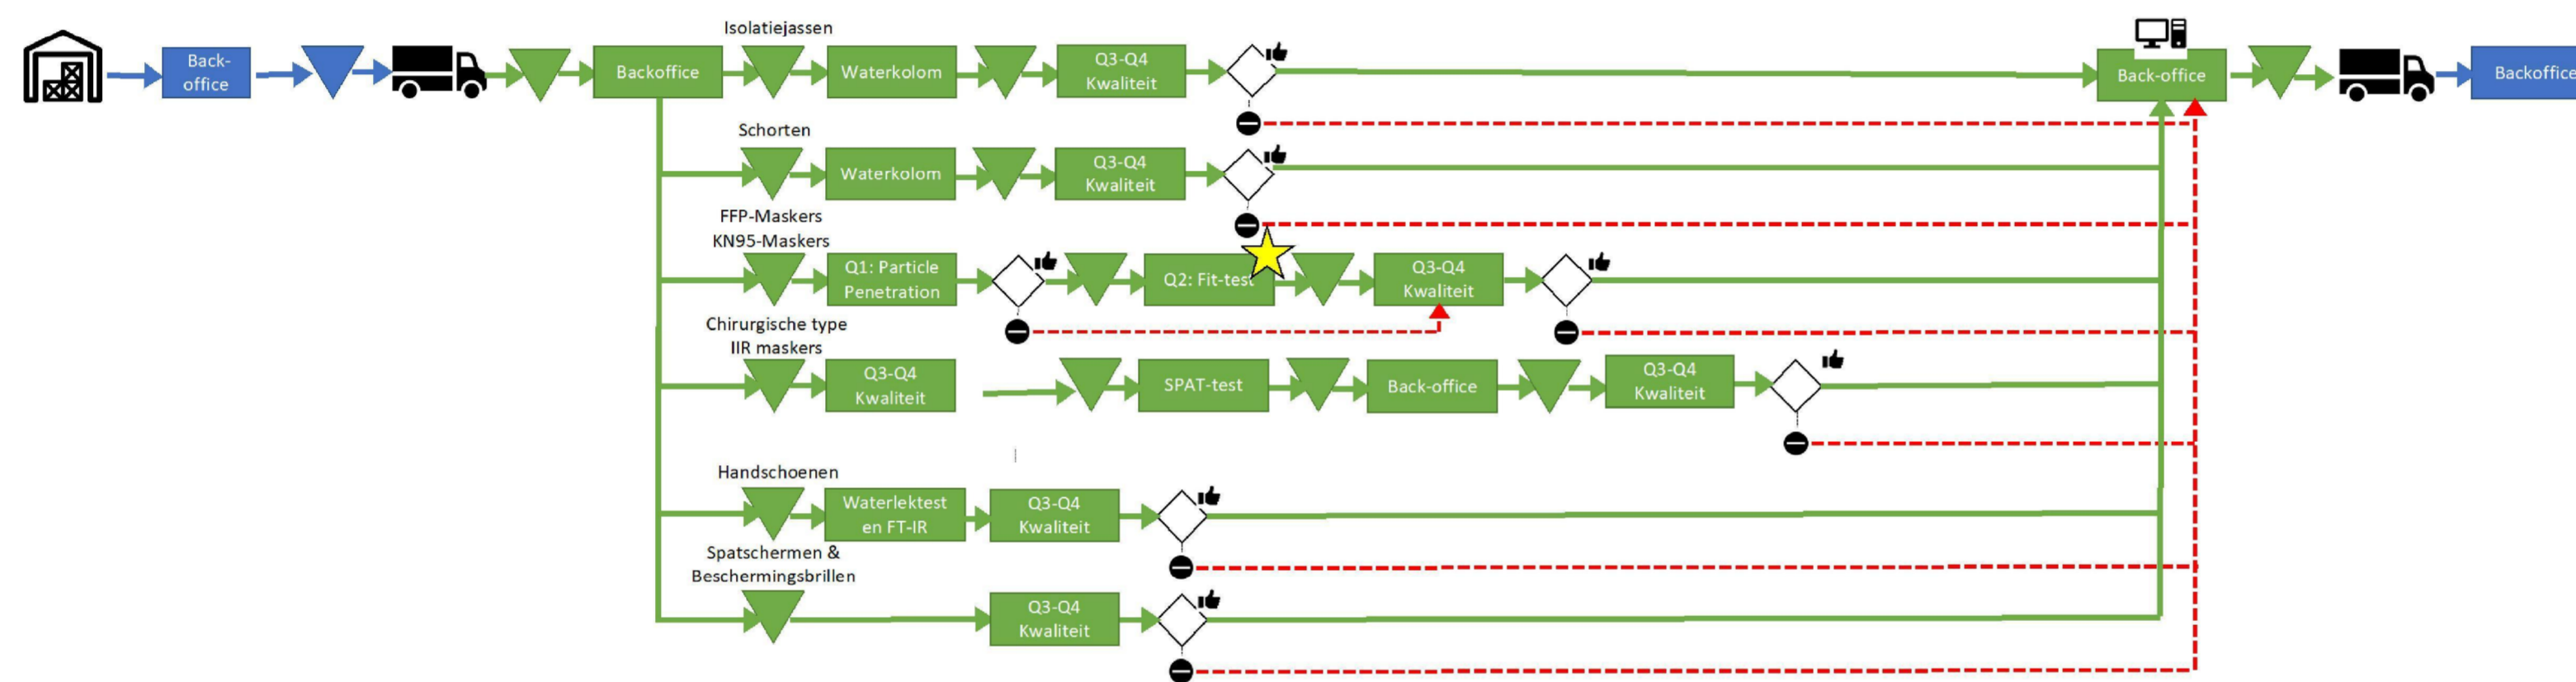 Isolatiejassen
Back-
office
Backoffice
Waterkolom
Q3-Q4
Kwaliteit
Back-office
Backoffice
Schorten
Waterkolom
Q3-Q4
Kwaliteit
FFP-Maskers
KN95-Maskers
Q1: Particle
Penetration
Q2: Fit-test
Q3-Q4
Kwaliteit
Chirurgische type
IIR maskers
Q3-Q4
Kwaliteit
SPAT-test
Back-office
Q3-Q4
Kwaliteit
Handschoenen
Waterlektest
en FT-IR
Q3-Q4
Kwaliteit
Spatschermen &
Beschermingsbrillen
Q3-Q4
Kwaliteit